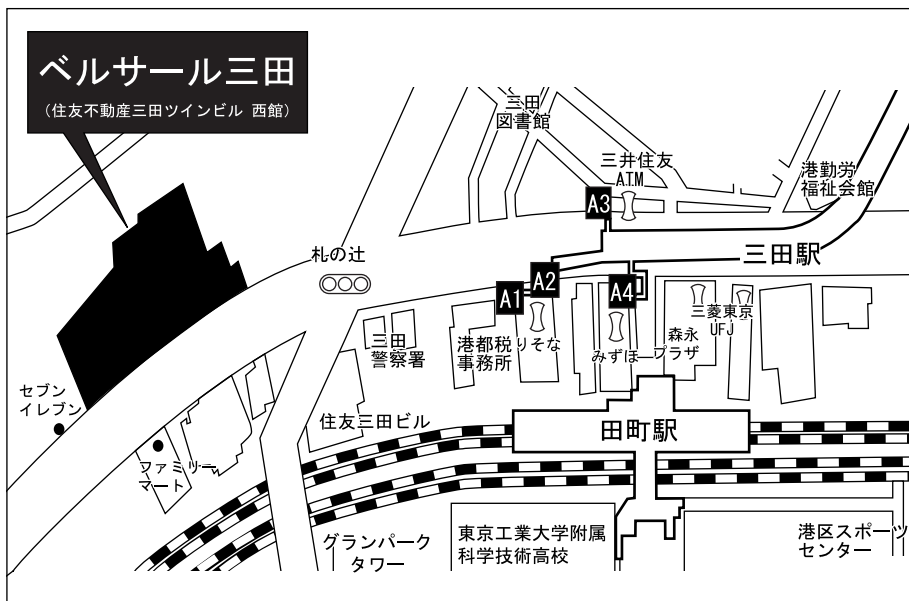 ベルサール三田
（住友不動産三田ツインビル 西館）
三田
図書館
三井住友
ATM
港勤労
福祉会館
A3
三田駅
札の辻
A2
A1
A4
三田
警察署
港都税
事務所
りそな
みずほ
森永
プラザ
三菱東京
UFJ
セブン
イレブン
住友三田ビル
田町駅
ファミリー
マート
グランパーク
タワー
東京工業大学附属
科学技術高校
港区スポーツ
センター